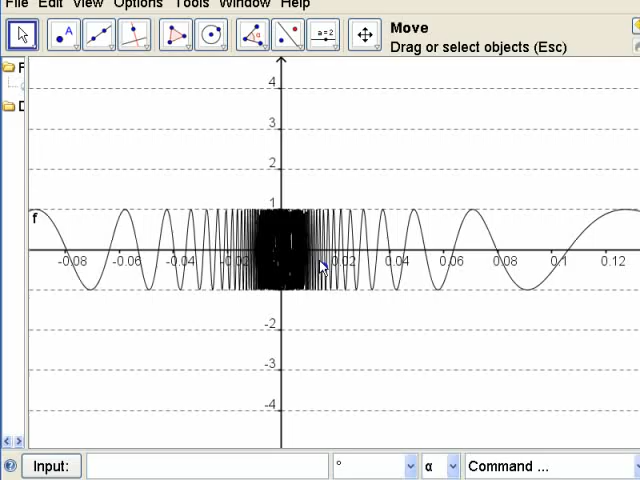 File Edit View Options Tools Window Help
A
α
a=2
Move
Drag or select objects (Esc)
F
D
4
3
2
1
f
-0.08 -0.06 -0.04 0.02 0.04 0.06 0.08 0.1 0.12
-2
-3
-4
Input: ° α Command ...